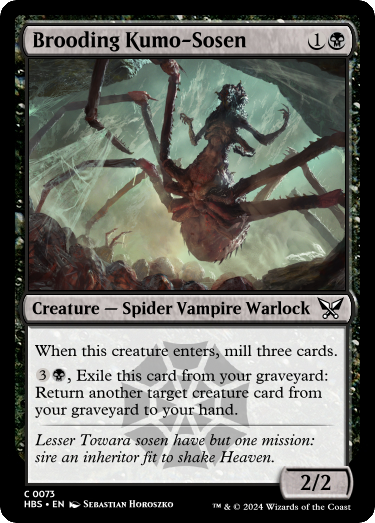 Brooding Kumo-Sosen 1
Creature — Spider Vampire Warlock
When this creature enters, mill three cards.
3, Exile this card from your graveyard:
Return another target creature card from
your graveyard to your hand.
Lesser Towara sosen have but one mission:
sire an inheritor fit to shake Heaven.
2/2
C 0073
HBS • EN Sebastian Horoszko
™ & © 2024 Wizards of the Coast